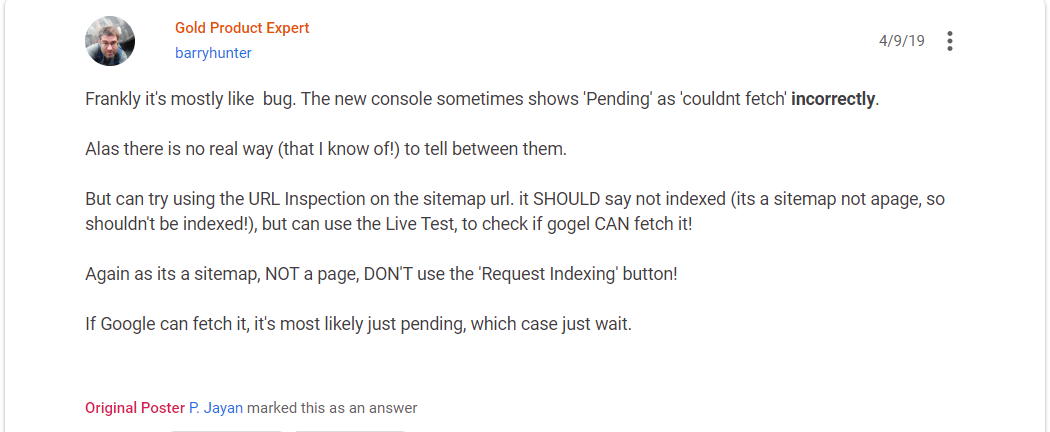 Gold Product Expert
barryhunter
4/9/19
Frankly it's mostly like  bug. The new console sometimes shows 'Pending' as 'couldnt fetch' incorrectly.
Alas there is no real way (that I know of!) to tell between them.
But can try using the URL Inspection on the sitemap url. it SHOULD say not indexed (its a sitemap not apage, so
shouldn't be indexed!), but can use the Live Test, to check if gogel CAN fetch it!
Again as its a sitemap, NOT a page, DON'T use the 'Request Indexing' button!
If Google can fetch it, it's most likely just pending, which case just wait.
Original Poster P. Jayan marked this as an answer